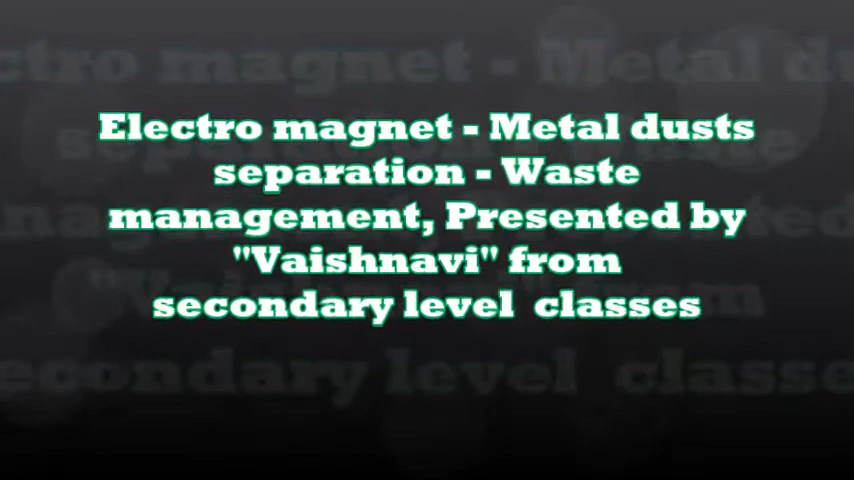 Electro magnet - Metal dusts
separation - Waste
management, Presented by
"Vaishnavi" from
secondary level  classes